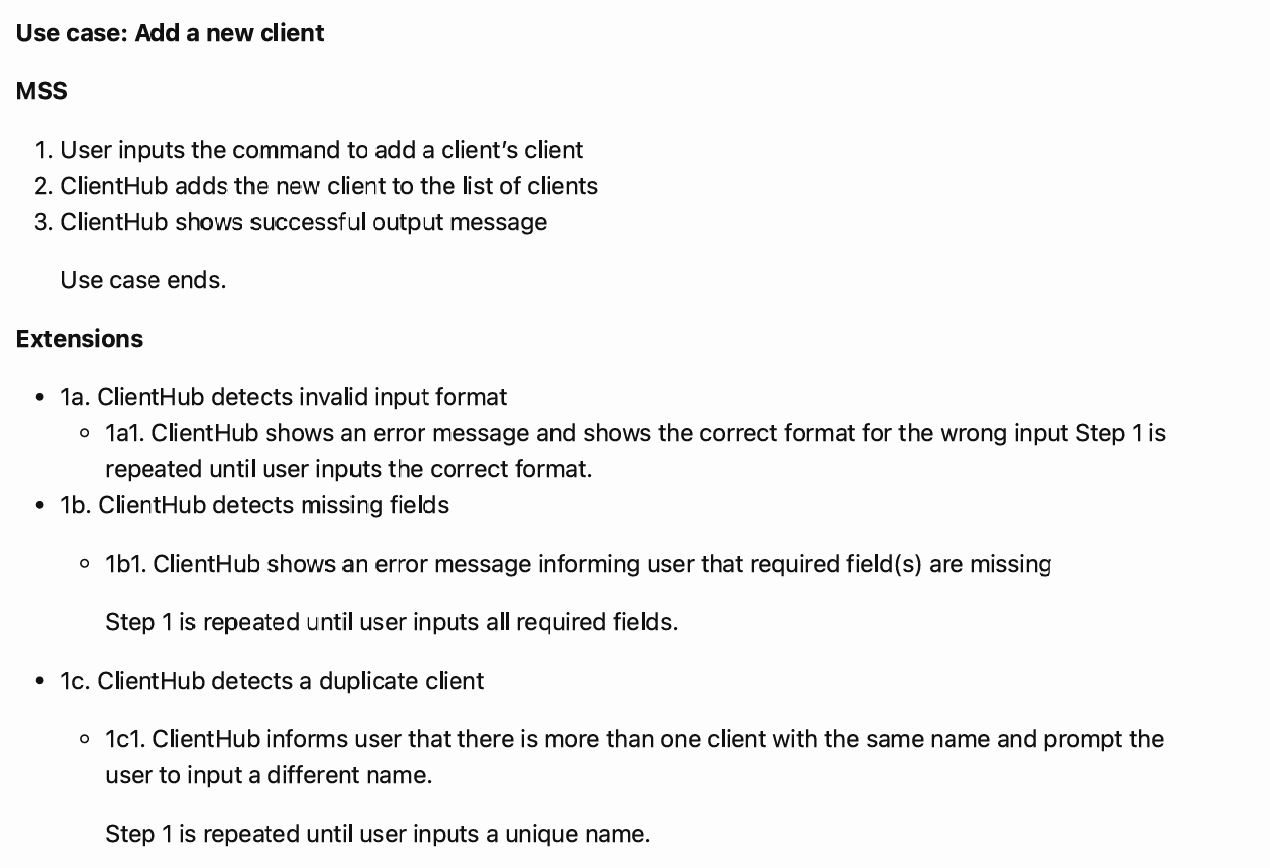 Use case: Add a new client
MSS
1. User inputs the command to add a client’s client
2. ClientHub adds the new client to the list of clients
3. ClientHub shows successful output message
Use case ends.
Extensions
• 1a. ClientHub detects invalid input format
◦ 1a1. ClientHub shows an error message and shows the correct format for the wrong input Step 1 is
repeated until user inputs the correct format.
• 1b. ClientHub detects missing fields
◦ 1b1. ClientHub shows an error message informing user that required field(s) are missing
Step 1 is repeated until user inputs all required fields.
• 1c. ClientHub detects a duplicate client
◦ 1c1. ClientHub informs user that there is more than one client with the same name and prompt the
user to input a different name.
Step 1 is repeated until user inputs a unique name.